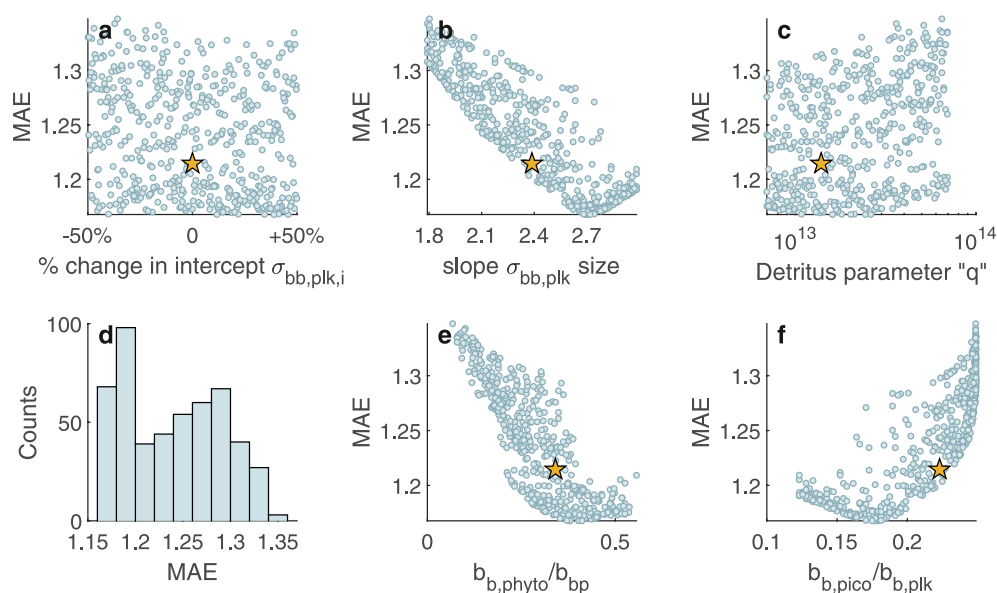 a
MAE
1.3
1.25
1.2
-50% 0 +50%
% change in intercept σbb,plk,i
b
MAE
1.3
1.25
1.2
1.8 2.1 2.4 2.7
slope σbb,plk size
c
MAE
1.3
1.25
1.2
10^13 10^14
Detritus parameter "q"
d
Counts
100
50
0
1.15 1.2 1.25 1.3 1.35
MAE
e
MAE
1.3
1.25
1.2
0 0.5
bb,phyto/bbp
f
MAE
1.3
1.25
1.2
0.1 0.15 0.2
bb,pico/bb,plk